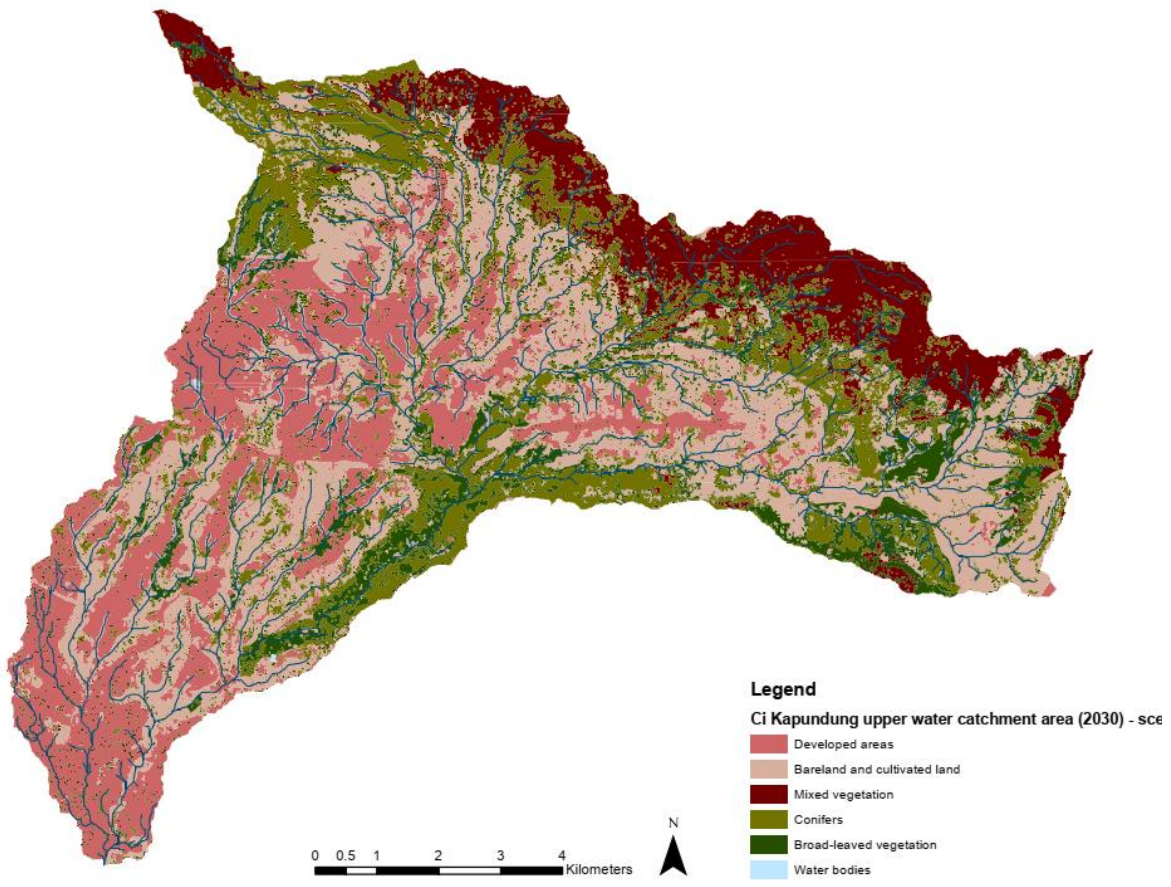 Legend
Ci Kapundung upper water catchment area (2030) - sce
Developed areas
Bareland and cultivated land
Mixed vegetation
Conifers
Broad-leaved vegetation
Water bodies
N
0 0.5 1 2 3 4
Kilometers